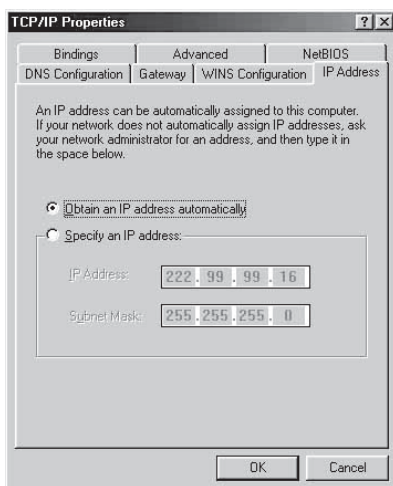 TCP/IP Properties
Bindings Advanced NetBIOS
DNS Configuration Gateway WINS Configuration IP Address
An IP address can be automatically assigned to this computer.
If your network does not automatically assign IP addresses, ask
your network administrator for an address, and then type it in
the space below.
Obtain an IP address automatically
Specify an IP address:
IP Address: 222 . 99 . 99 . 16
Subnet Mask: 255 . 255 . 255 . 0
OK Cancel